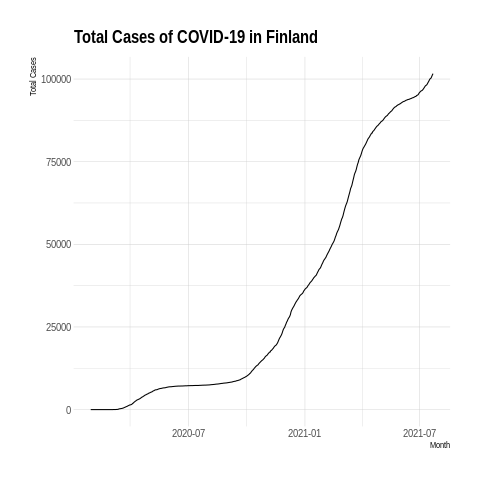 Total Cases of COVID-19 in Finland
Total Cases
100000
75000
50000
25000
0
2020-07 2021-01 2021-07
Month